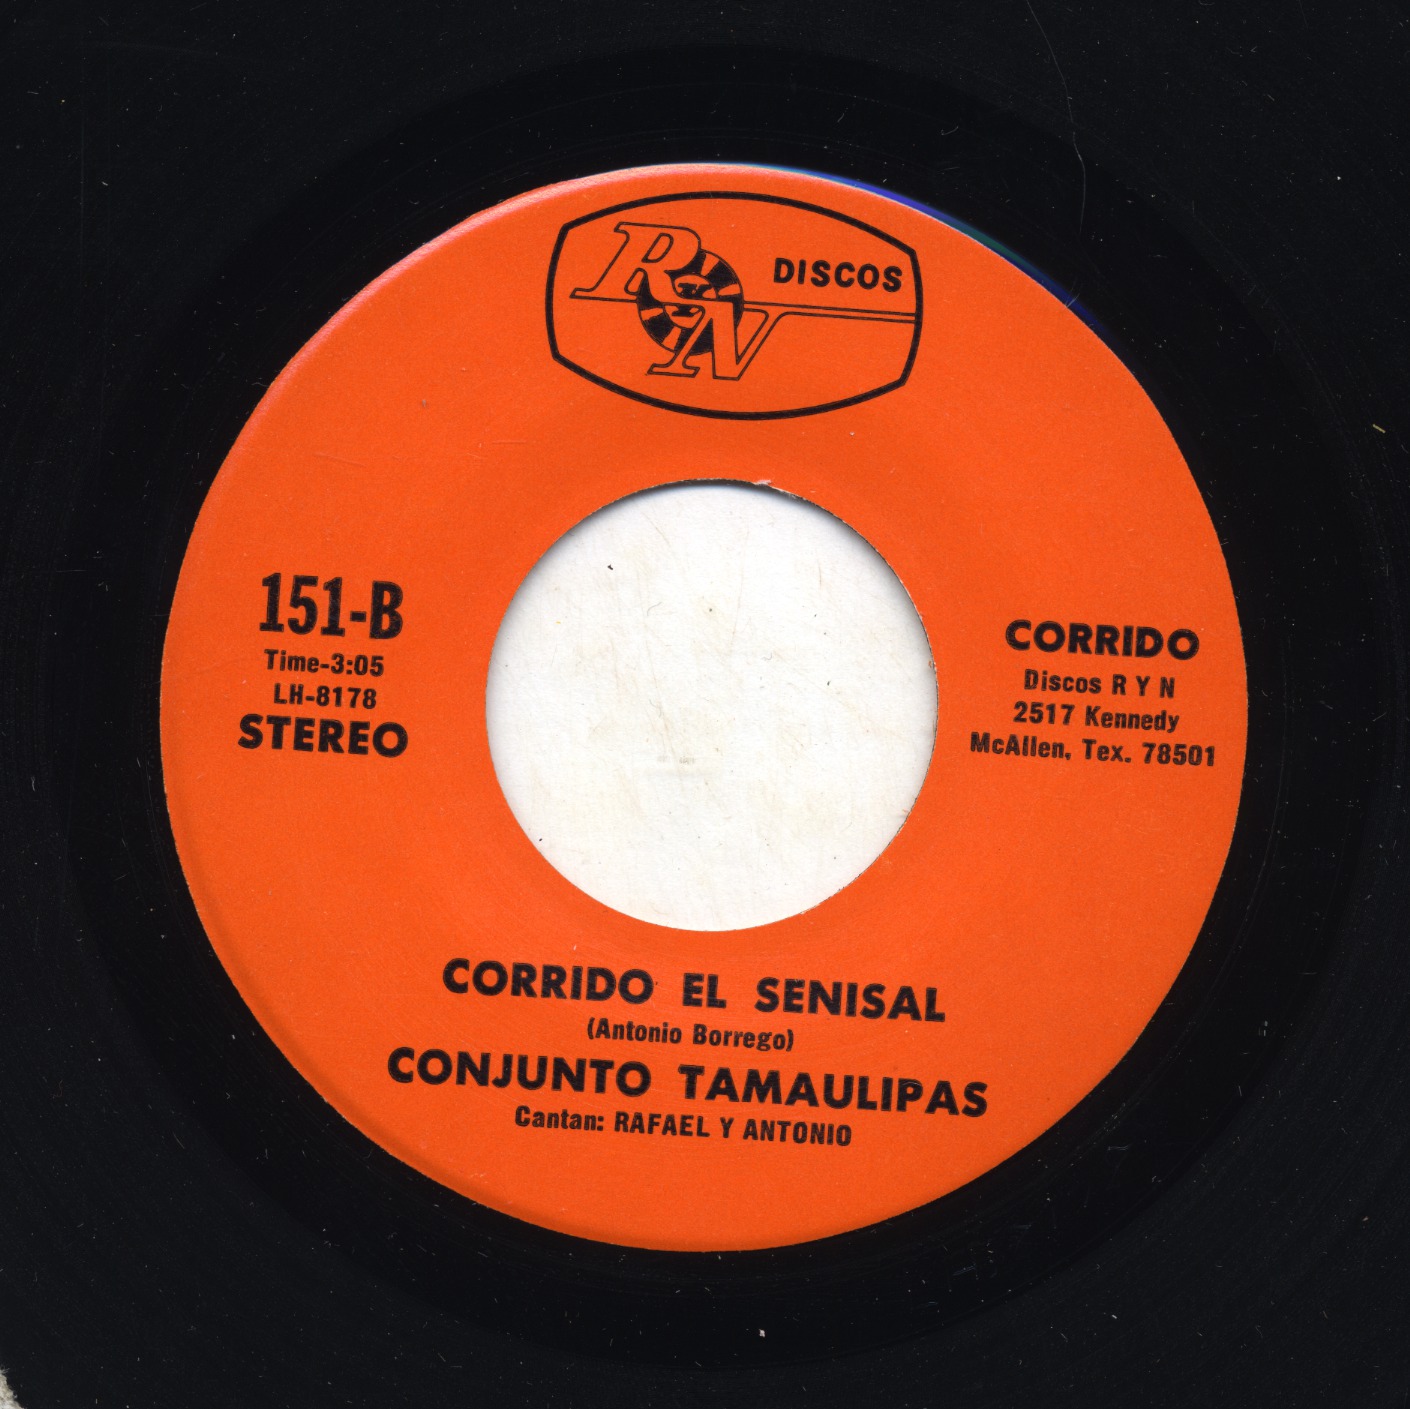 R Y N DISCOS
151-B
Time-3:05
LH-8178
STEREO
CORRIDO
Discos R Y N
2517 Kennedy
McAllen, Tex. 78501
CORRIDO EL SENISAL
(Antonio Borrego)
CONJUNTO TAMAULIPAS
Cantan: RAFAEL Y ANTONIO